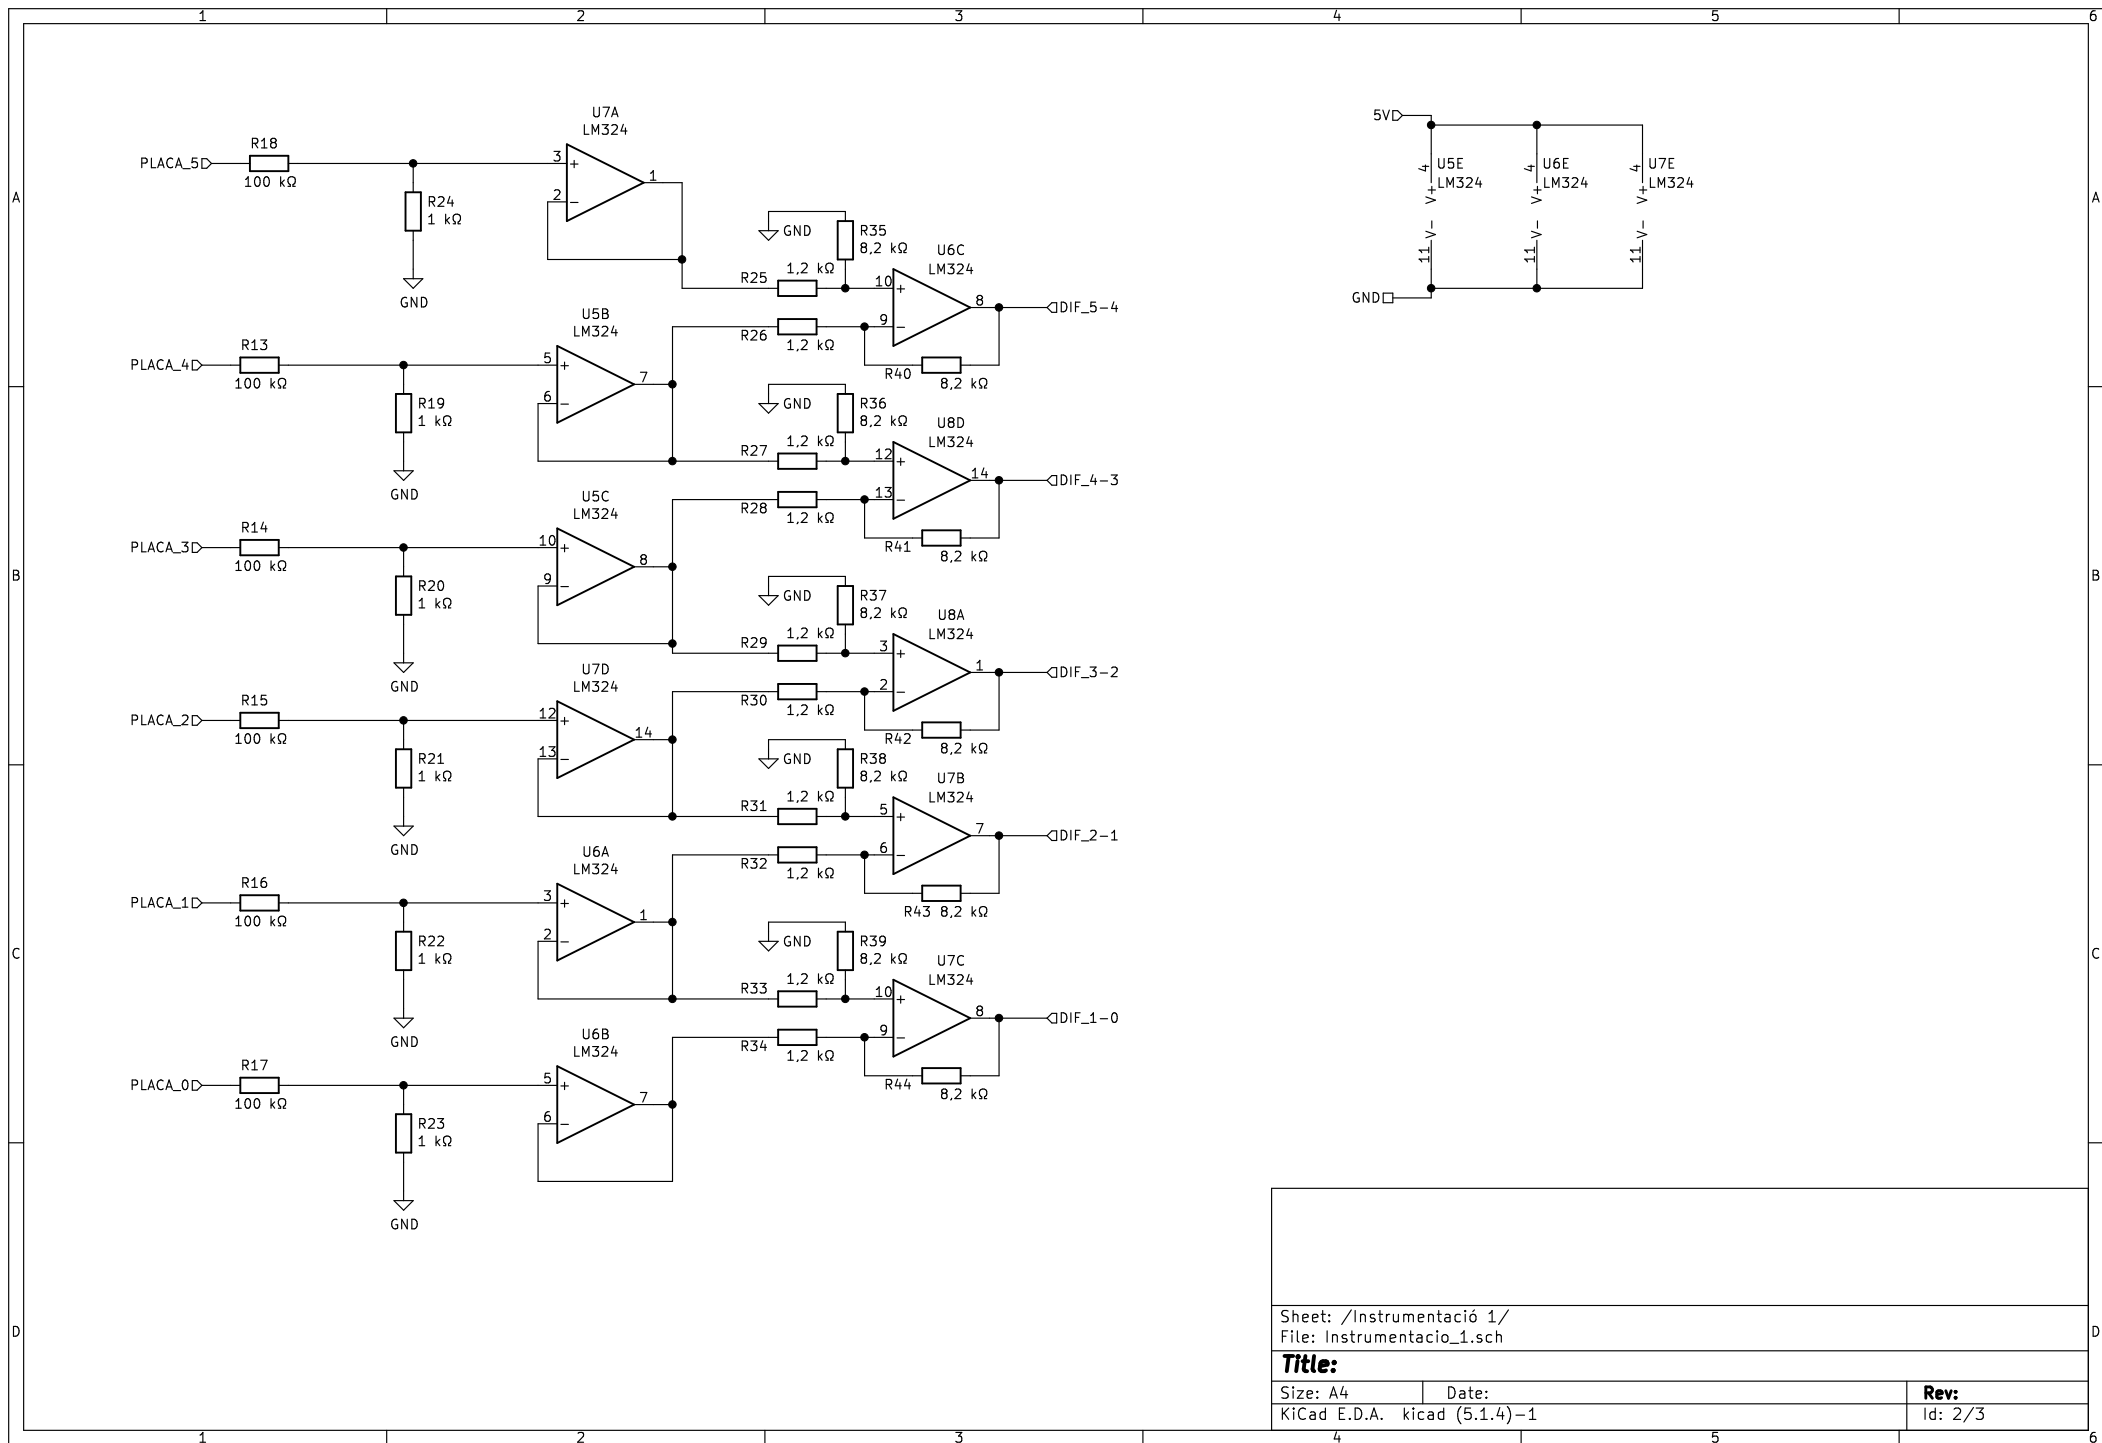 1 2 3 4 5 6
A
B
C
D
A
B
C
D
U7A
LM324
R18
PLACA_5
100 kΩ
3
+
2
−
1
R24
1 kΩ
GND
GND
R35
8,2 kΩ
U6C
LM324
R25
1,2 kΩ
10
+
8
DIF_5−4
9
−
R26
1,2 kΩ
R40
8,2 kΩ
U5B
LM324
R13
PLACA_4
100 kΩ
5
+
6
−
7
R19
1 kΩ
GND
GND
R36
8,2 kΩ
U8D
LM324
R27
1,2 kΩ
12
+
14
DIF_4−3
13
−
R28
1,2 kΩ
R41
8,2 kΩ
U5C
LM324
R14
PLACA_3
100 kΩ
10
+
9
−
8
R20
1 kΩ
GND
GND
R37
8,2 kΩ
U8A
LM324
R29
1,2 kΩ
3
+
1
DIF_3−2
2
−
R30
1,2 kΩ
R42
8,2 kΩ
U7D
LM324
R15
PLACA_2
100 kΩ
12
+
13
−
14
R21
1 kΩ
GND
GND
R38
8,2 kΩ
U7B
LM324
R31
1,2 kΩ
5
+
7
DIF_2−1
6
−
R32
1,2 kΩ
R43 8,2 kΩ
U6A
LM324
R16
PLACA_1
100 kΩ
3
+
2
−
1
R22
1 kΩ
GND
GND
R39
8,2 kΩ
U7C
LM324
R33
1,2 kΩ
10
+
8
DIF_1−0
9
−
R34
1,2 kΩ
R44
8,2 kΩ
U6B
LM324
R17
PLACA_0
100 kΩ
5
+
6
−
7
R23
1 kΩ
GND
5V
4
U5E
LM324
V+
V−
11
4
U6E
LM324
V+
V−
11
4
U7E
LM324
V+
V−
11
GND
Sheet: /Instrumentació 1/
File: Instrumentacio_1.sch
Title:
Size: A4 Date: Rev:
KiCad E.D.A. kicad (5.1.4)−1 Id: 2/3
1 2 3 4 5 6